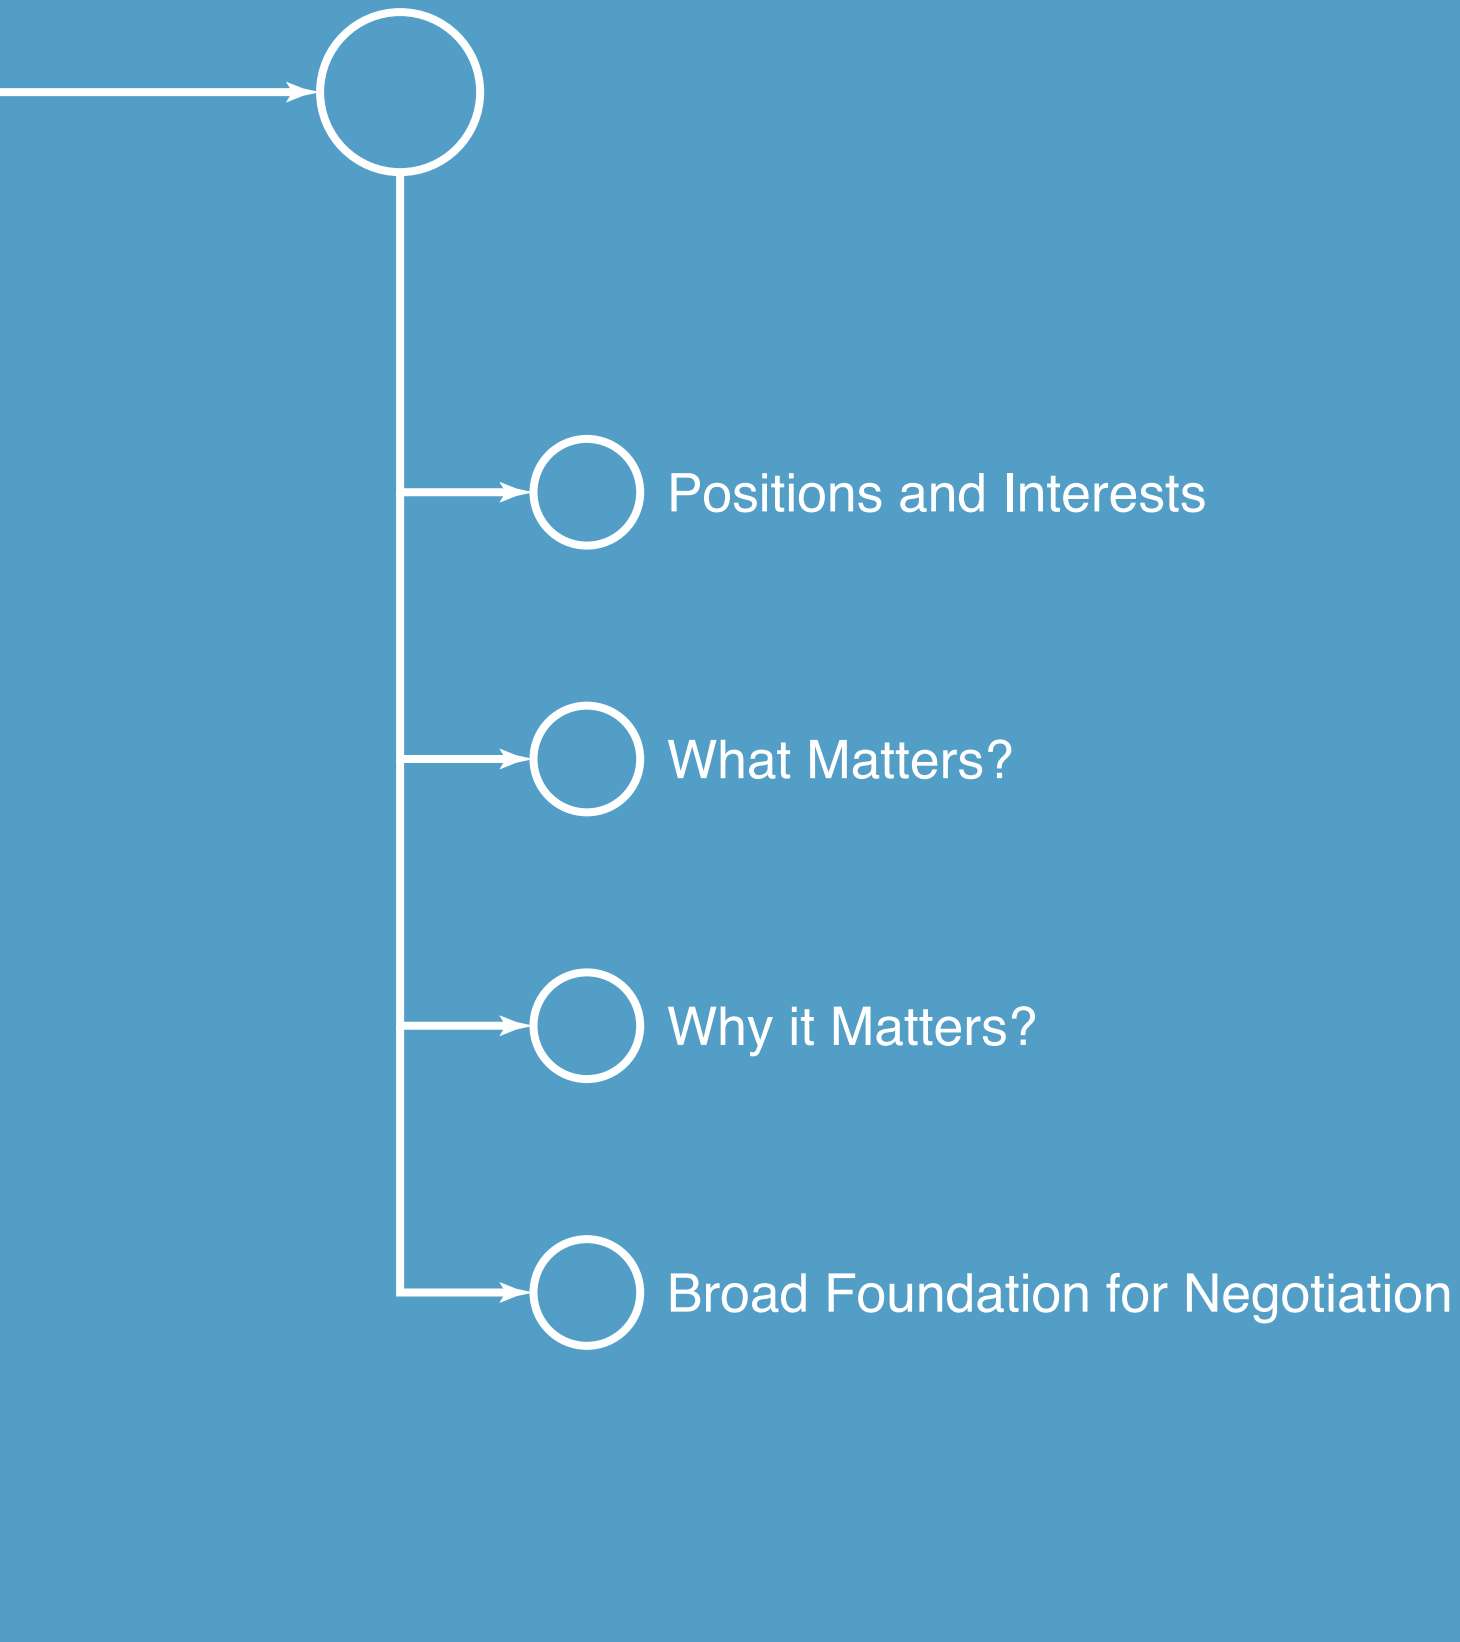 Positions and Interests
What Matters?
Why it Matters?
Broad Foundation for Negotiation